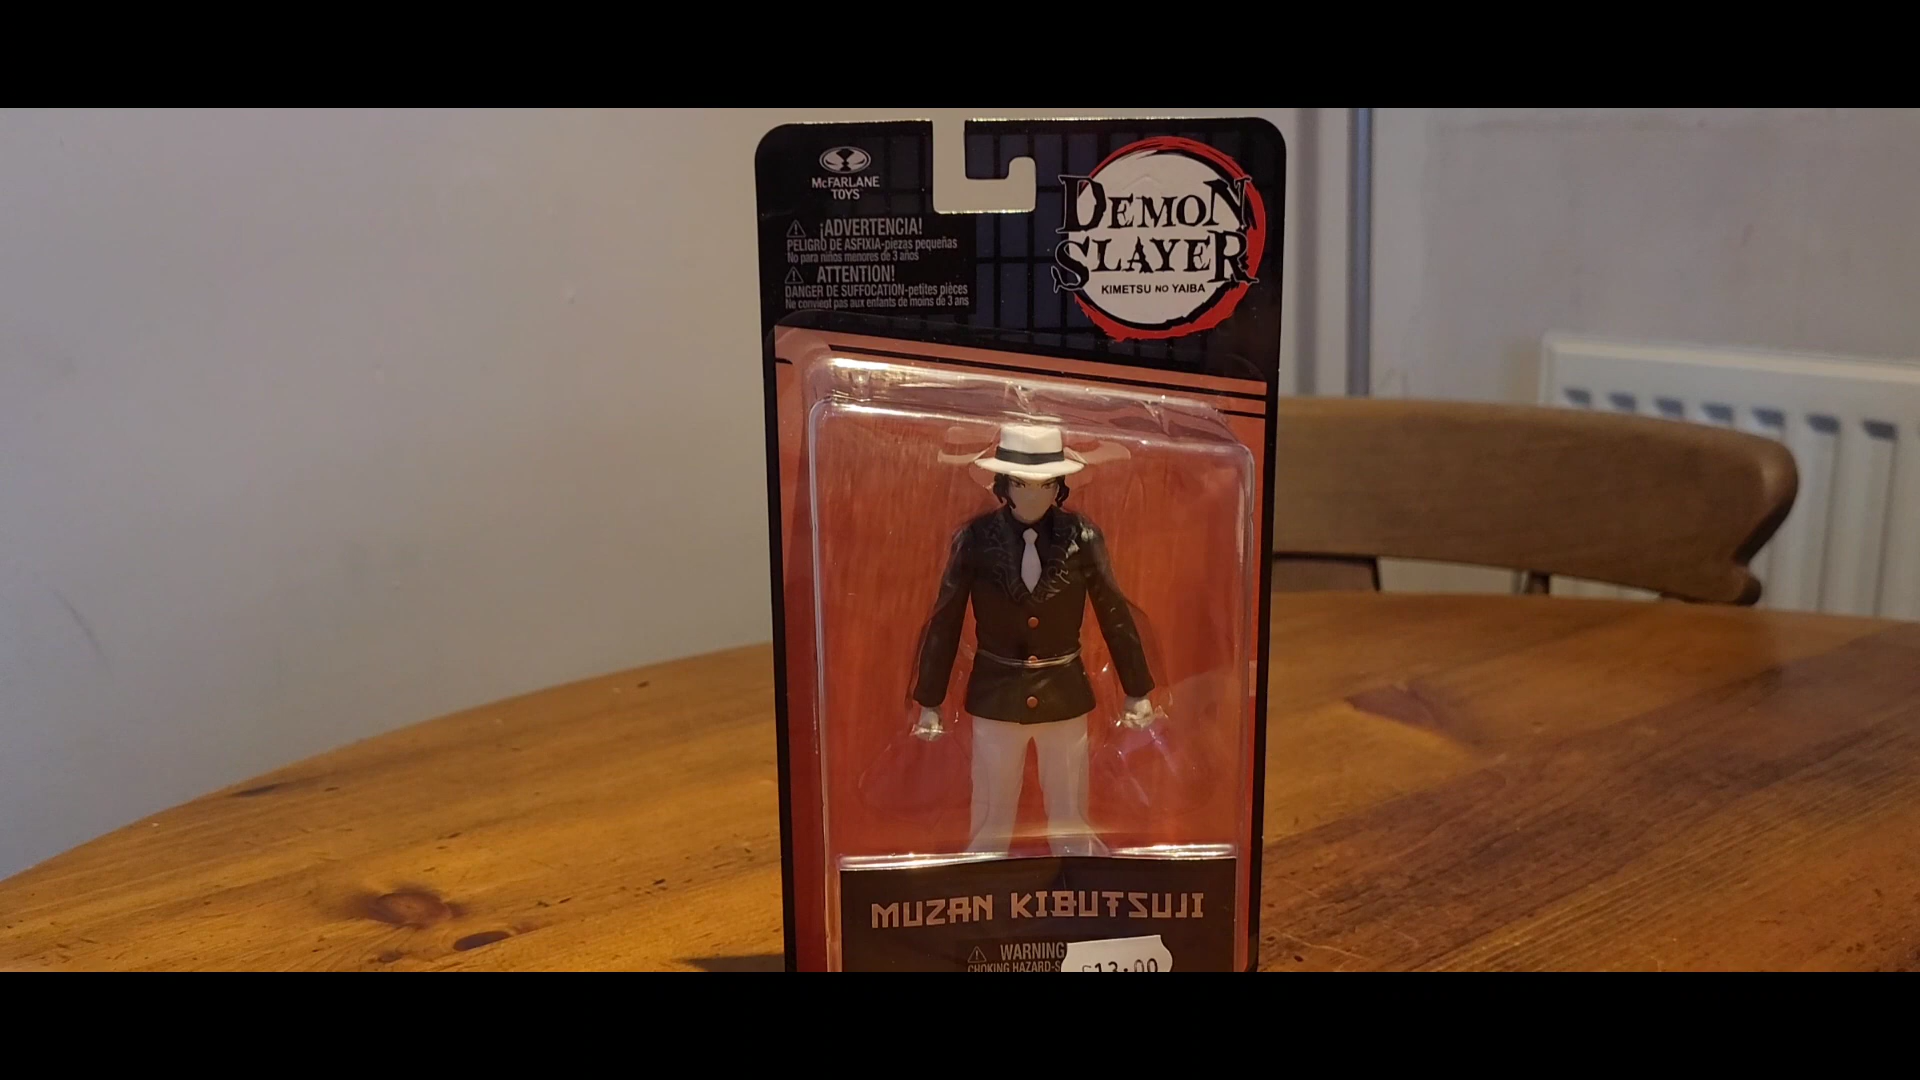 McFARLANE
TOYS
¡ADVERTENCIA!
PELIGRO DE ASFIXIA-piezas pequeñas
No para niños menores de 3 años
ATTENTION!
DANGER DE SUFFOCATION-petites pièces
Ne convient pas aux enfants de moins de 3 ans
DEMON
SLAYER
KIMETSU NO YAIBA
MUZAN KIBUTSUJI
WARNING
CHOKING HAZARD-S
£13.00